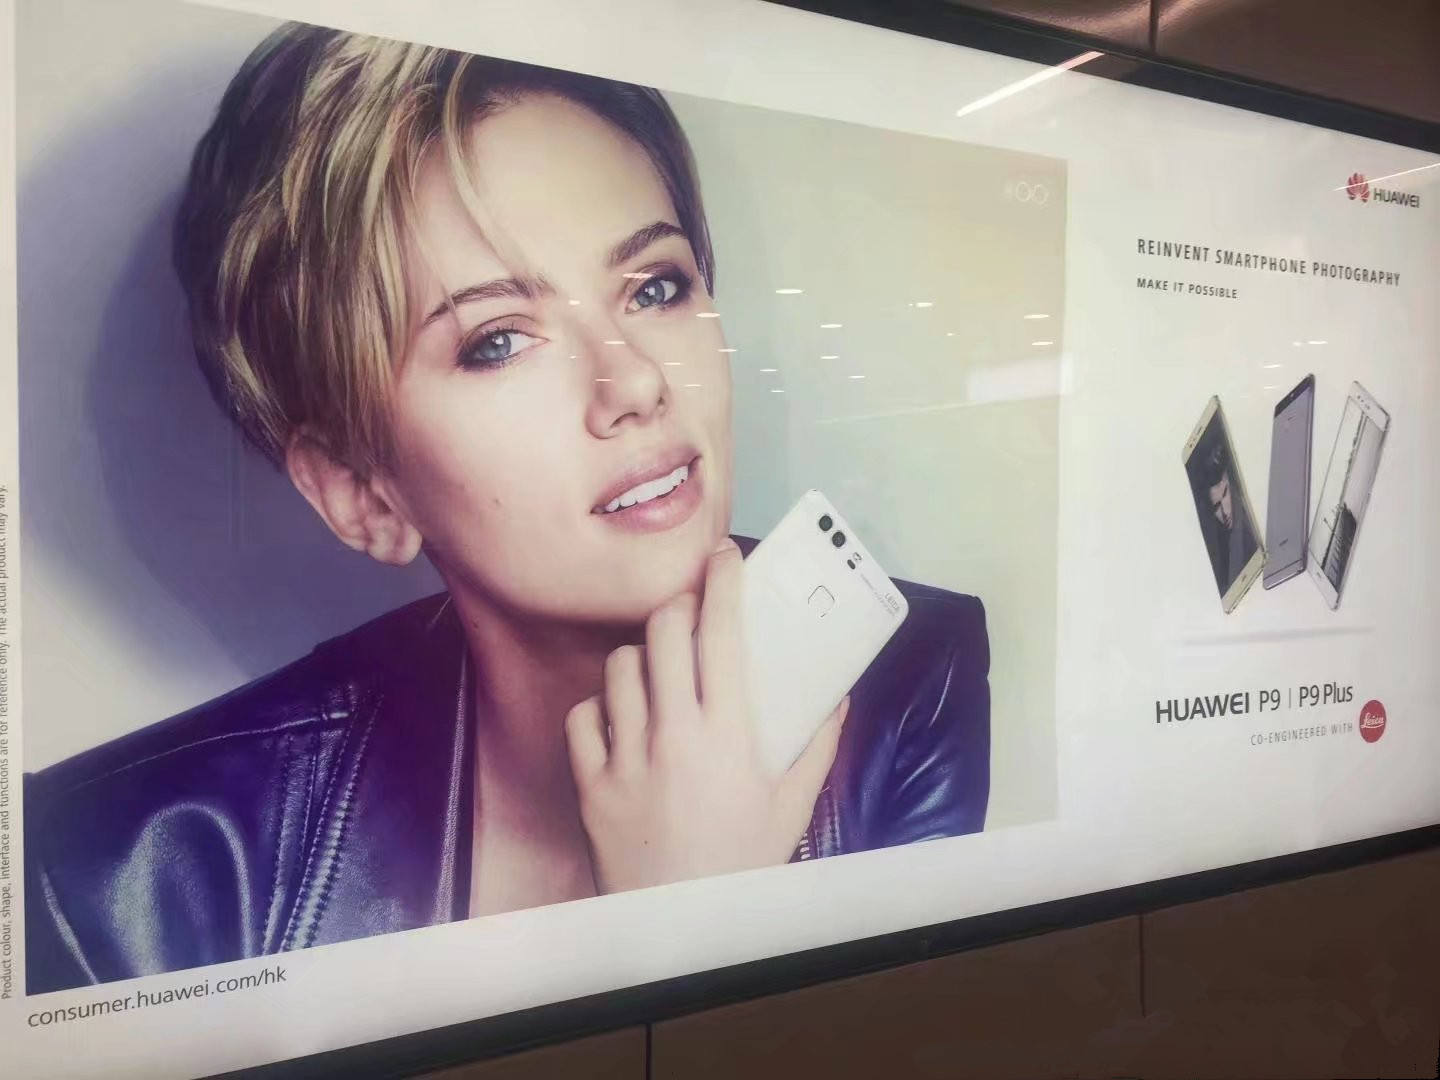 HUAWEI
REINVENT SMARTPHONE PHOTOGRAPHY
MAKE IT POSSIBLE
LEICA
HUAWEI P9 | P9 Plus
CO-ENGINEERED WITH Leica
consumer.huawei.com/hk
Product colour, shape, interface and functions are for reference only. The actual product may vary.